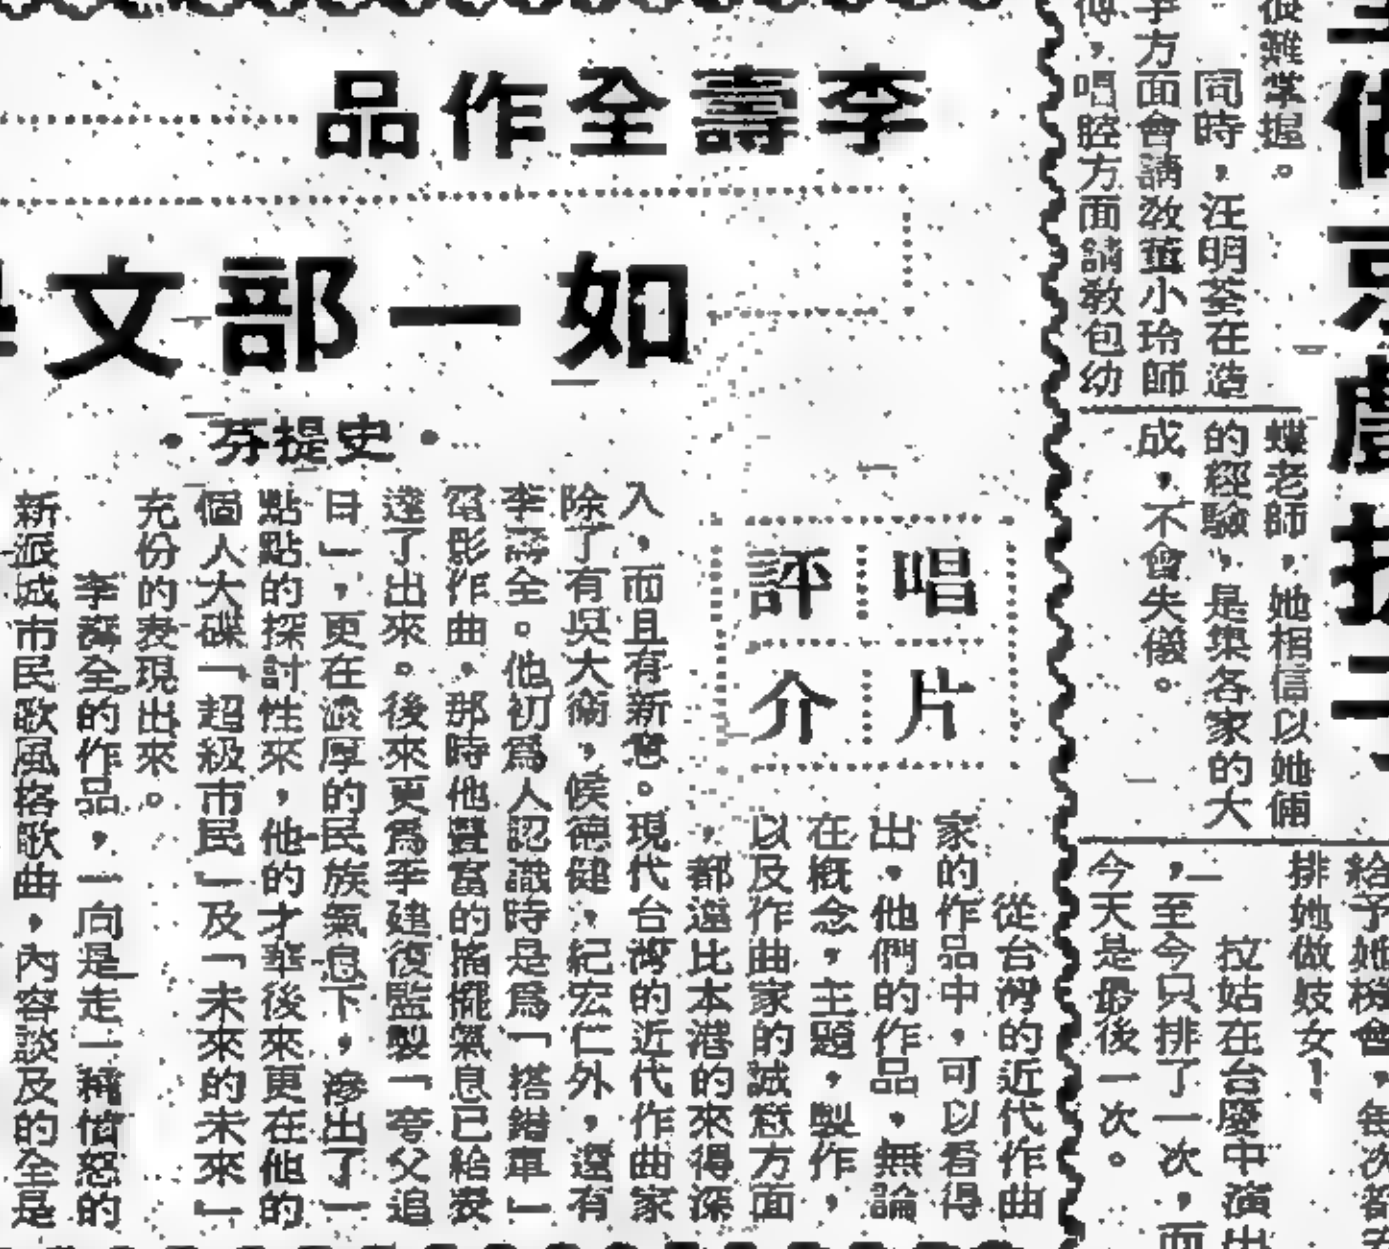 很難掌握。
同時，汪明荃在造
手方面會請教董小玲師
傅，唱腔方面請教包幼
蝶老師，她相信以她倆
的經驗，是集各家的大
成，不會失儀。
給予她機會，每次都
排她做妓女！
拉姑在台慶中演出
，至今只排了一次，而
今天是最後一次。
李壽全作品
如一部文
・史提芬・
唱片
評介
從台灣的近代作曲
家的作品中，可以看得
出，他們的作品，無論
在概念，主題，製作，
以及作曲家的誠意方面
，都遠比本港的來得深
入，而且有新意。現代台灣的近代作曲家
除了有吳大衛，侯德健，紀宏仁外，還有
李壽全。他初爲人認識時是爲「搭錯車」
電影作曲，那時他豐富的搖擺氣息已給表
達了出來。後來更爲李建復監製「夸父追
日」，更在濃厚的民族氣息下，滲出了一
點點的探討性來，他的才華後來更在他的
個人大碟「超級市民」及「未來的未來」
充份的表現出來。
李壽全的作品，一向是走一種的
新派城市民歌風搖歌曲，內容談及的全是